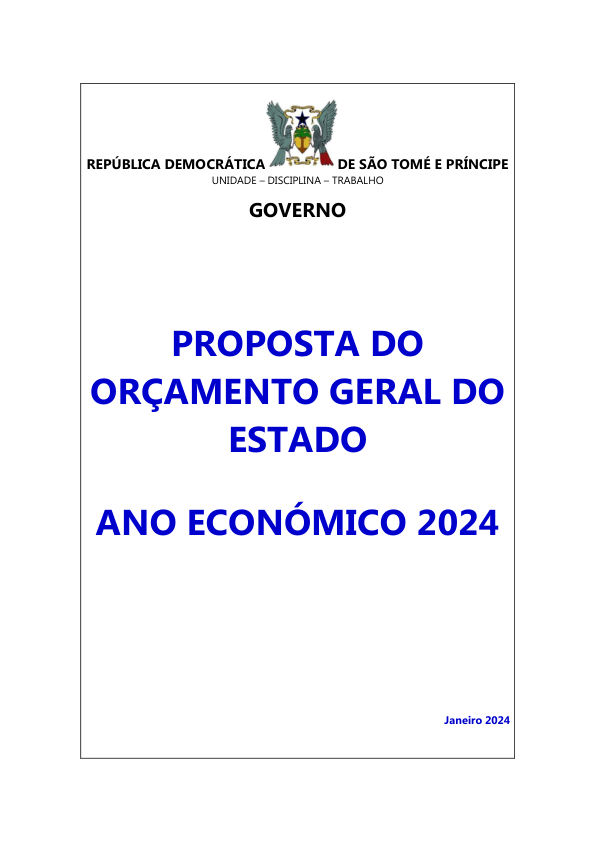 REPÚBLICA DEMOCRÁTICA DE SÃO TOMÉ E PRÍNCIPE
UNIDADE – DISCIPLINA – TRABALHO
GOVERNO
PROPOSTA DO
ORÇAMENTO GERAL DO
ESTADO
ANO ECONÓMICO 2024
Janeiro 2024